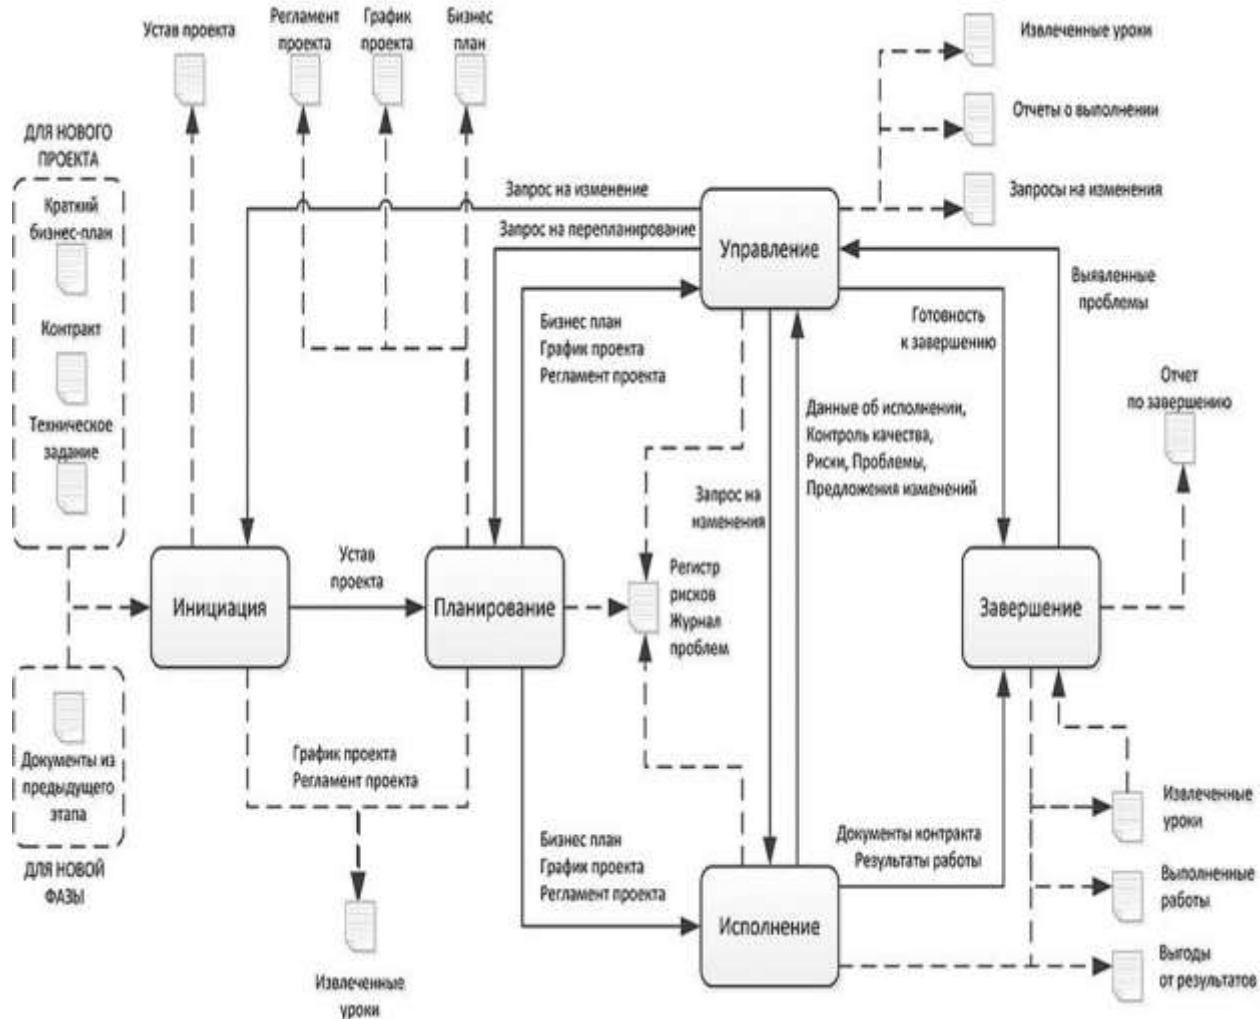 Устав проекта
Регламент
проекта
График
проекта
Бизнес
план
Извлеченные уроки
Отчеты о выполнении
Запросы на изменения
ДЛЯ НОВОГО
ПРОЕКТА
Краткий
бизнес-план
Контракт
Техническое
задание
Запрос на изменение
Запрос на перепланирование
Управление
Выявленные
проблемы
Бизнес план
График проекта
Регламент проекта
Готовность
к завершению
Отчет
по завершению
Данные об исполнении,
Контроль качества,
Риски, Проблемы,
Предложения изменений
Запрос на
изменения
Устав
проекта
Инициация
Планирование
Регистр
рисков
Журнал
проблем
Завершение
Документы из
предыдущего
этапа
ДЛЯ НОВОЙ
ФАЗЫ
График проекта
Регламент проекта
Бизнес план
График проекта
Регламент проекта
Документы контракта
Результаты работы
Исполнение
Извлеченные
уроки
Выполненные
работы
Выгоды
от результатов
Извлеченные
уроки